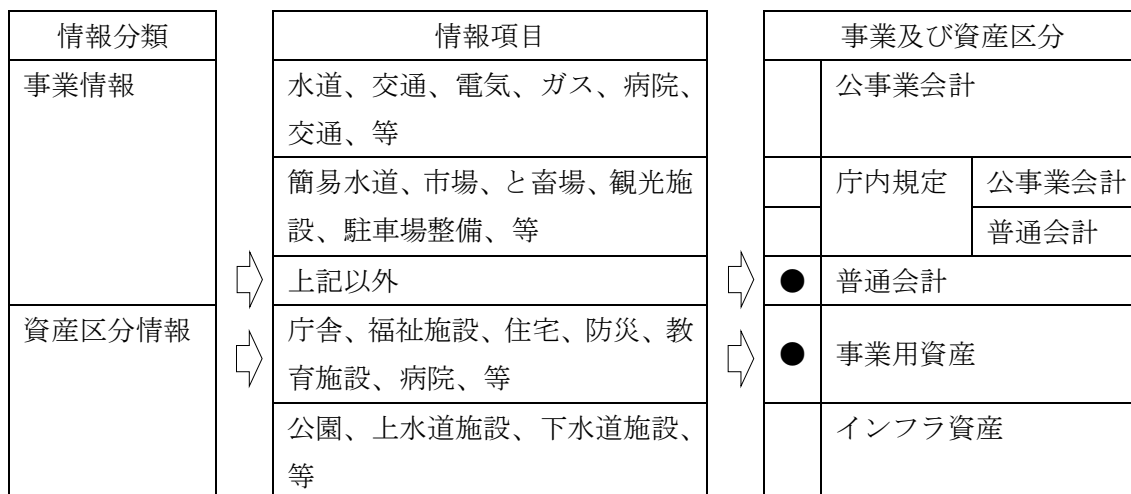 情報分類
事業情報
資産区分情報
情報項目
水道、交通、電気、ガス、病院、
交通、等
簡易水道、市場、と畜場、観光施
設、駐車場整備、等
上記以外
庁舎、福祉施設、住宅、防災、教
育施設、病院、等
公園、上水道施設、下水道施設、
等
事業及び資産区分
公事業会計
庁内規定
公事業会計
普通会計
● 普通会計
● 事業用資産
インフラ資産